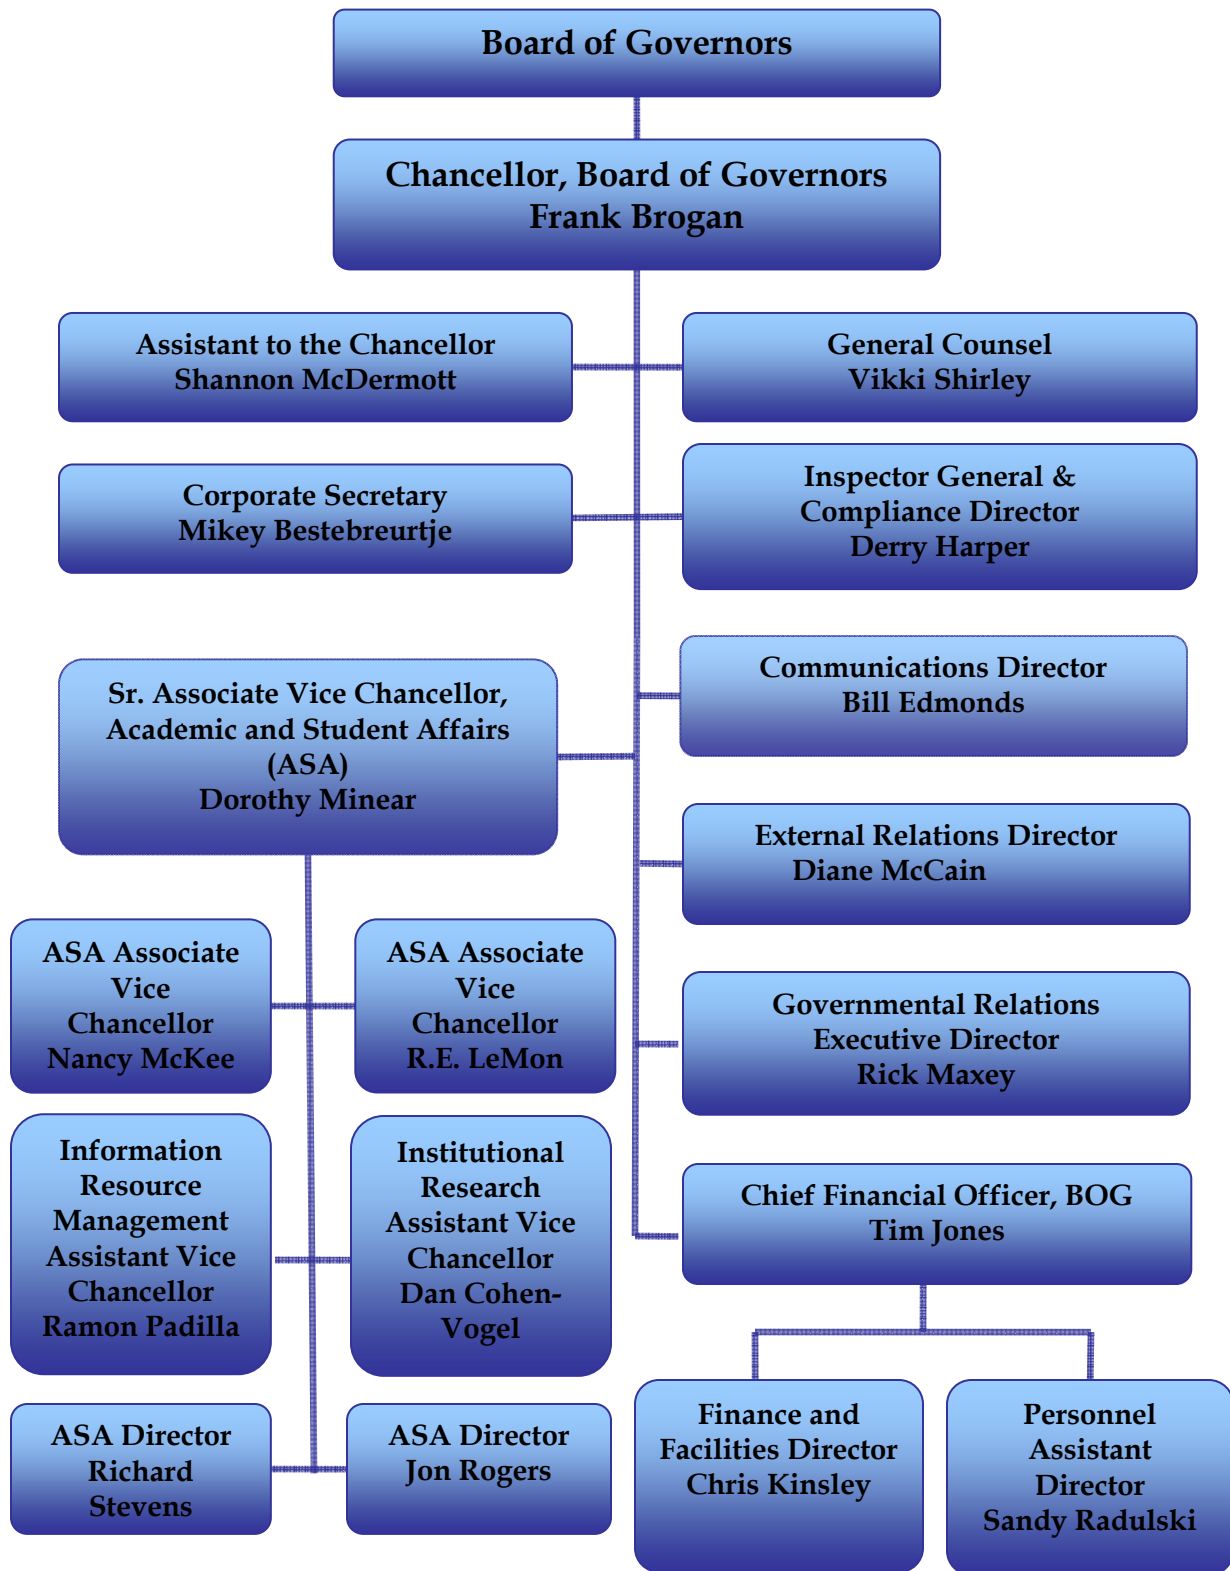 Board of Governors
Chancellor, Board of Governors
Frank Brogan
Assistant to the Chancellor
Shannon McDermott
General Counsel
Vikki Shirley
Corporate Secretary
Mikey Bestebreurtje
Inspector General &
Compliance Director
Derry Harper
Sr. Associate Vice Chancellor,
Academic and Student Affairs
(ASA)
Dorothy Minear
Communications Director
Bill Edmonds
External Relations Director
Diane McCain
Governmental Relations
Executive Director
Rick Maxey
Chief Financial Officer, BOG
Tim Jones
ASA Associate
Vice
Chancellor
Nancy McKee
ASA Associate
Vice
Chancellor
R.E. LeMon
Information
Resource
Management
Assistant Vice
Chancellor
Ramon Padilla
Institutional
Research
Assistant Vice
Chancellor
Dan Cohen-
Vogel
ASA Director
Richard
Stevens
ASA Director
Jon Rogers
Finance and
Facilities Director
Chris Kinsley
Personnel
Assistant
Director
Sandy Radulski